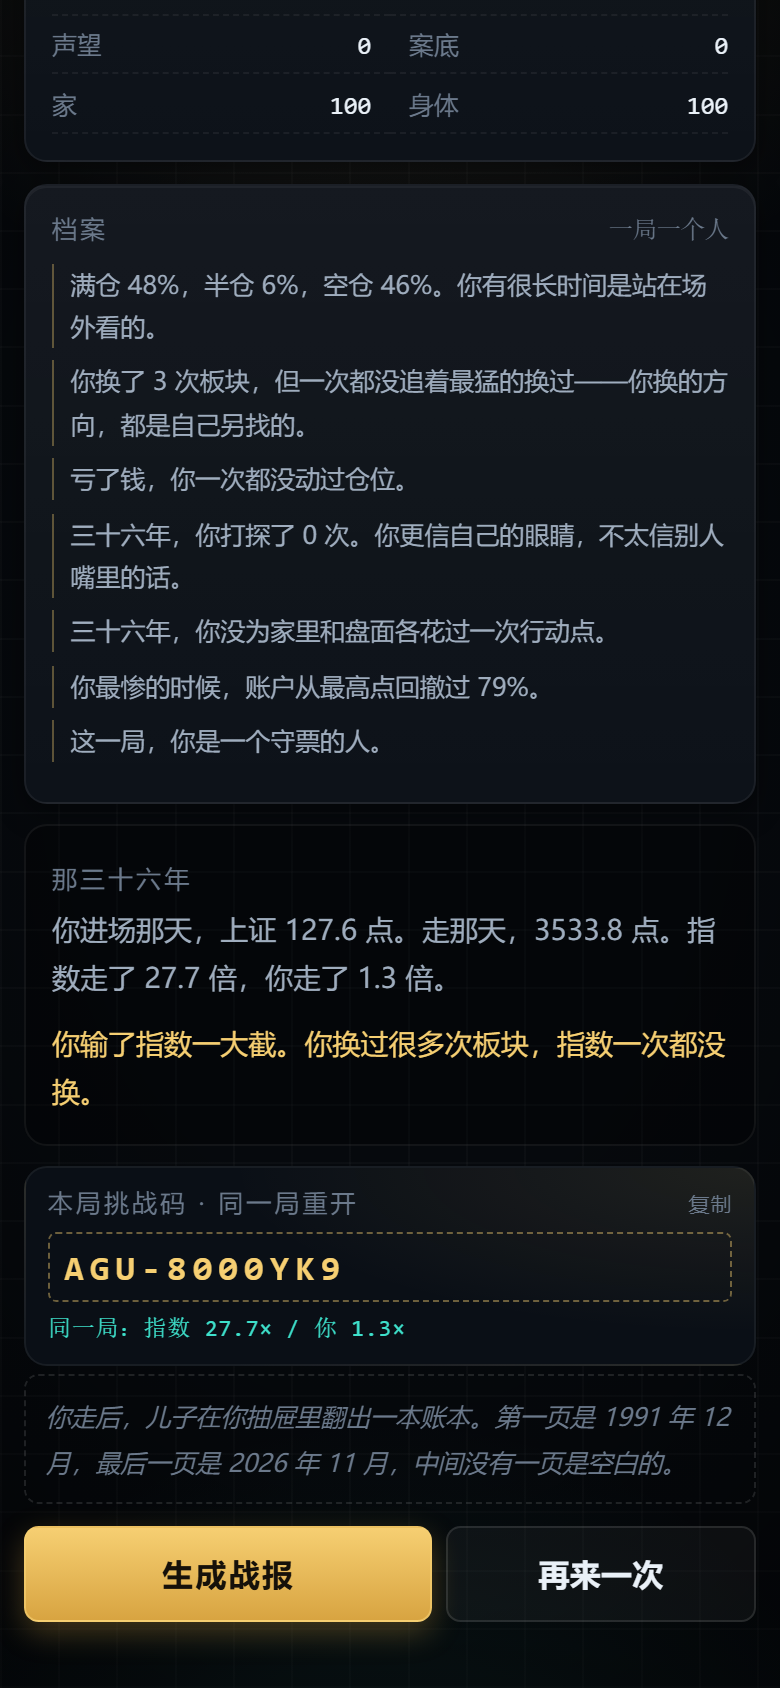 声望 0 案底 0
家 100 身体 100
档案 一局一个人
满仓 48%，半仓 6%，空仓 46%。你有很长时间是站在场
外看的。
你换了 3 次板块，但一次都没追着最猛的换过——你换的方
向，都是自己另找的。
亏了钱，你一次都没动过仓位。
三十六年，你打探了 0 次。你更信自己的眼睛，不太信别人
嘴里的话。
三十六年，你没为家里和盘面各花过一次行动点。
你最惨的时候，账户从最高点回撤过 79%。
这一局，你是一个守票的人。
那三十六年
你进场那天，上证 127.6 点。走那天，3533.8 点。指
数走了 27.7 倍，你走了 1.3 倍。
你输了指数一大截。你换过很多次板块，指数一次都没
换。
本局挑战码 · 同一局重开 复制
AGU-8000YK9
同一局：指数 27.7× / 你 1.3×
你走后，儿子在你抽屉里翻出一本账本。第一页是 1991 年 12
月，最后一页是 2026 年 11 月，中间没有一页是空白的。
生成战报 再来一次